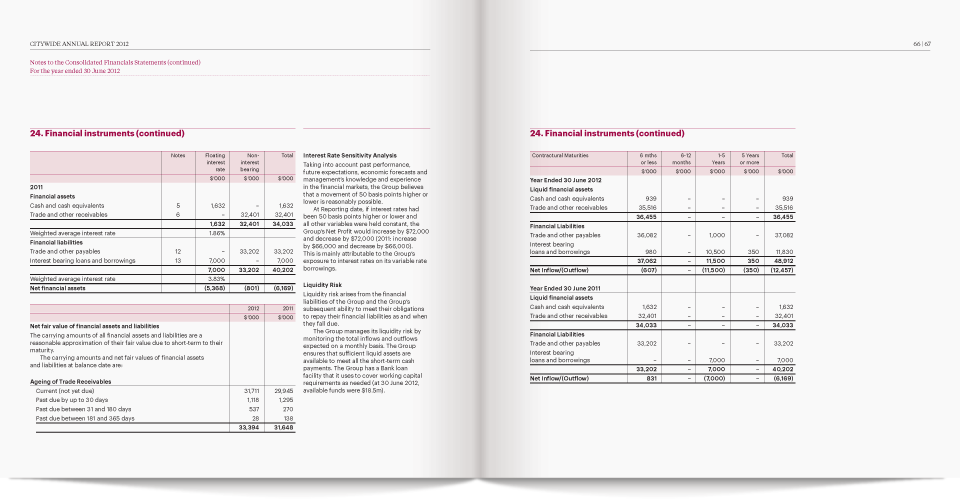 CITYWIDE ANNUAL REPORT 2012
Notes to the Consolidated Financials Statements (continued)
For the year ended 30 June 2012
24. Financial instruments (continued)
Notes Floating interest rate Non-interest bearing Total
$'000 $'000 $'000
2011
Financial assets
Cash and cash equivalents 5 1,632 – 1,632
Trade and other receivables 6 – 32,401 32,401
1,632 32,401 34,033
Weighted average interest rate 1.86%
Financial liabilities
Trade and other payables 12 – 33,202 33,202
Interest bearing loans and borrowings 13 7,000 – 7,000
7,000 33,202 40,202
Weighted average interest rate 3.83%
Net financial assets (5,368) (801) (6,169)
2012 2011
$'000 $'000
Net fair value of financial assets and liabilities
The carrying amounts of all financial assets and liabilities are a
reasonable approximation of their fair value due to short-term to their
maturity.
The carrying amounts and net fair values of financial assets
and liabilities at balance date are:
Ageing of Trade Receivables
Current (not yet due) 31,711 29,945
Past due by up to 30 days 1,118 1,295
Past due between 31 and 180 days 537 270
Past due between 181 and 365 days 28 138
33,394 31,648
Interest Rate Sensitivity Analysis
Taking into account past performance,
future expectations, economic forecasts and
management's knowledge and experience
in the financial markets, the Group believes
that a movement of 50 basis points higher or
lower is reasonably possible.
At Reporting date, if interest rates had
been 50 basis points higher or lower and
all other variables were held constant, the
Group's Net Profit would increase by $72,000
and decrease by $72,000 (2011: increase
by $66,000 and decrease by $66,000).
This is mainly attributable to the Group's
exposure to interest rates on its variable rate
borrowings.
Liquidity Risk
Liquidity risk arises from the financial
liabilities of the Group and the Group's
subsequent ability to meet their obligations
to repay their financial liabilities as and when
they fall due.
The Group manages its liquidity risk by
monitoring the total inflows and outflows
expected on a monthly basis. The Group
ensures that sufficient liquid assets are
available to meet all the short-term cash
payments. The Group has a Bank loan
facility that it uses to cover working capital
requirements as needed (at 30 June 2012,
available funds were $18.5m).
66 | 67
24. Financial instruments (continued)
Contractural Maturities 6 mths or less 6-12 months 1-5 Years 5 Years or more Total
$'000 $'000 $'000 $'000 $'000
Year Ended 30 June 2012
Liquid financial assets
Cash and cash equivalents 939 – – – 939
Trade and other receivables 35,516 – – – 35,516
36,455 – – – 36,455
Financial Liabilities
Trade and other payables 36,082 – 1,000 – 37,082
Interest bearing
loans and borrowings 980 – 10,500 350 11,830
37,062 – 11,500 350 48,912
Net Inflow/(Outflow) (607) – (11,500) (350) (12,457)
Year Ended 30 June 2011
Liquid financial assets
Cash and cash equivalents 1,632 – – – 1,632
Trade and other receivables 32,401 – – – 32,401
34,033 – – – 34,033
Financial Liabilities
Trade and other payables 33,202 – – – 33,202
Interest bearing
loans and borrowings – – 7,000 – 7,000
33,202 – 7,000 – 40,202
Net Inflow/(Outflow) 831 – (7,000) – (6,169)